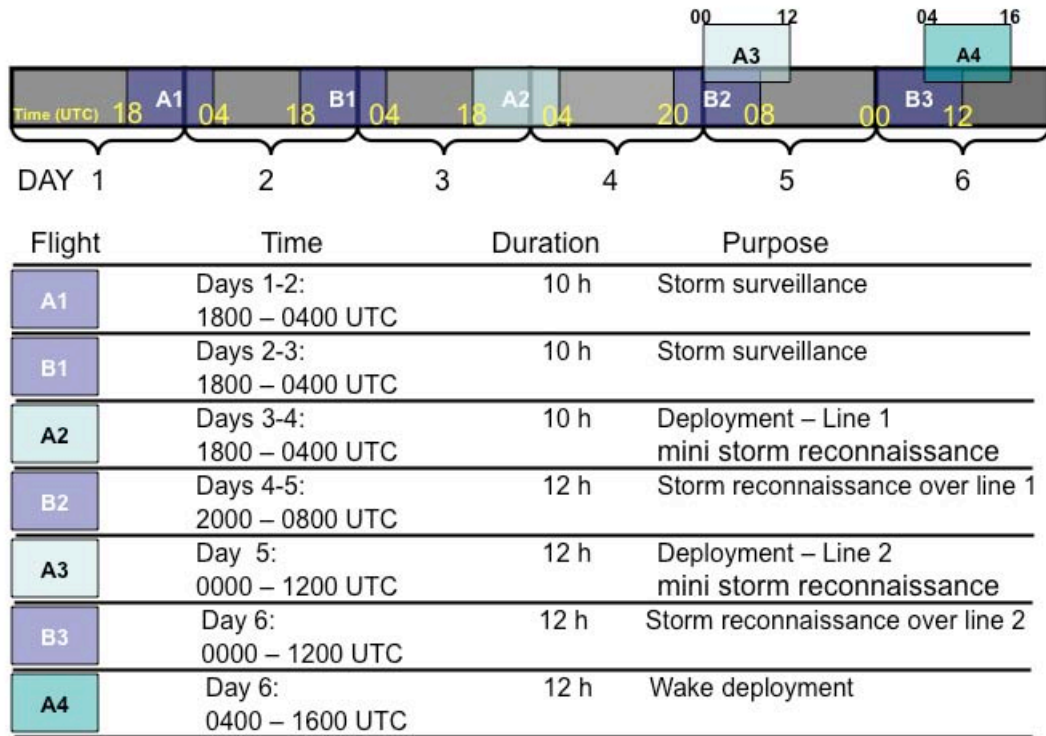 00 12 04 16
A3 A4
A1 B1 A2 B2 B3
Time (UTC) 18 04 18 04 18 04 20 08 00 12
DAY 1 2 3 4 5 6
Flight Time Duration Purpose
A1 Days 1-2: 10 h Storm surveillance
1800 – 0400 UTC
B1 Days 2-3: 10 h Storm surveillance
1800 – 0400 UTC
A2 Days 3-4: 10 h Deployment – Line 1
1800 – 0400 UTC mini storm reconnaissance
B2 Days 4-5: 12 h Storm reconnaissance over line 1
2000 – 0800 UTC
A3 Day 5: 12 h Deployment – Line 2
0000 – 1200 UTC mini storm reconnaissance
B3 Day 6: 12 h Storm reconnaissance over line 2
0000 – 1200 UTC
A4 Day 6: 12 h Wake deployment
0400 – 1600 UTC